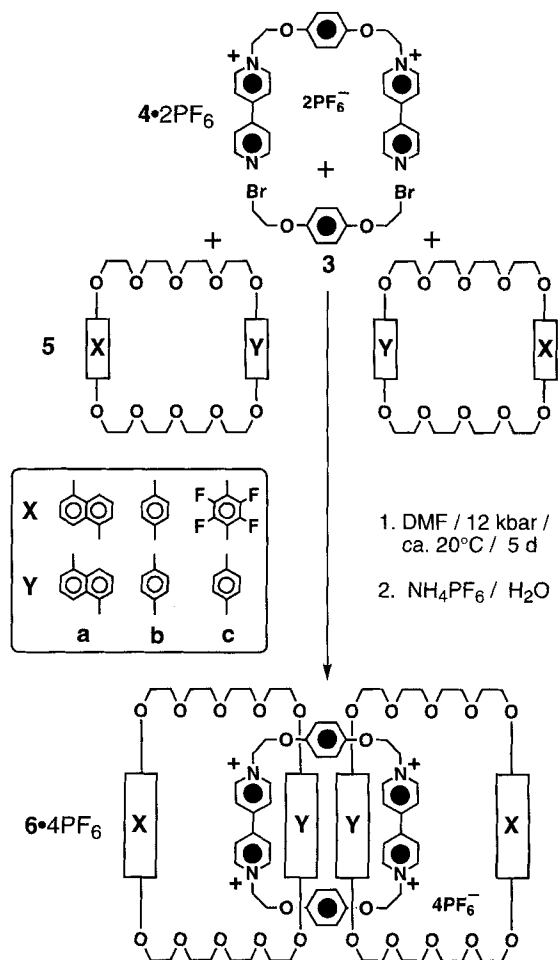 O O
+ +
N N
4•2PF6
2PF6−
N N
+
Br Br
O O
3
+ +
O O O O O
O O O O O
5
X Y
Y X
O O O O O
O O O O O
X
F F
F F
Y
a b c
1. DMF / 12 kbar /
ca. 20°C / 5 d
2. NH4PF6 / H2O
O O O O O
O O O O O
O O
+ +
N N
6•4PF6
X Y Y X
N N
+ +
O O
4PF6−
O O O O O
O O O O O